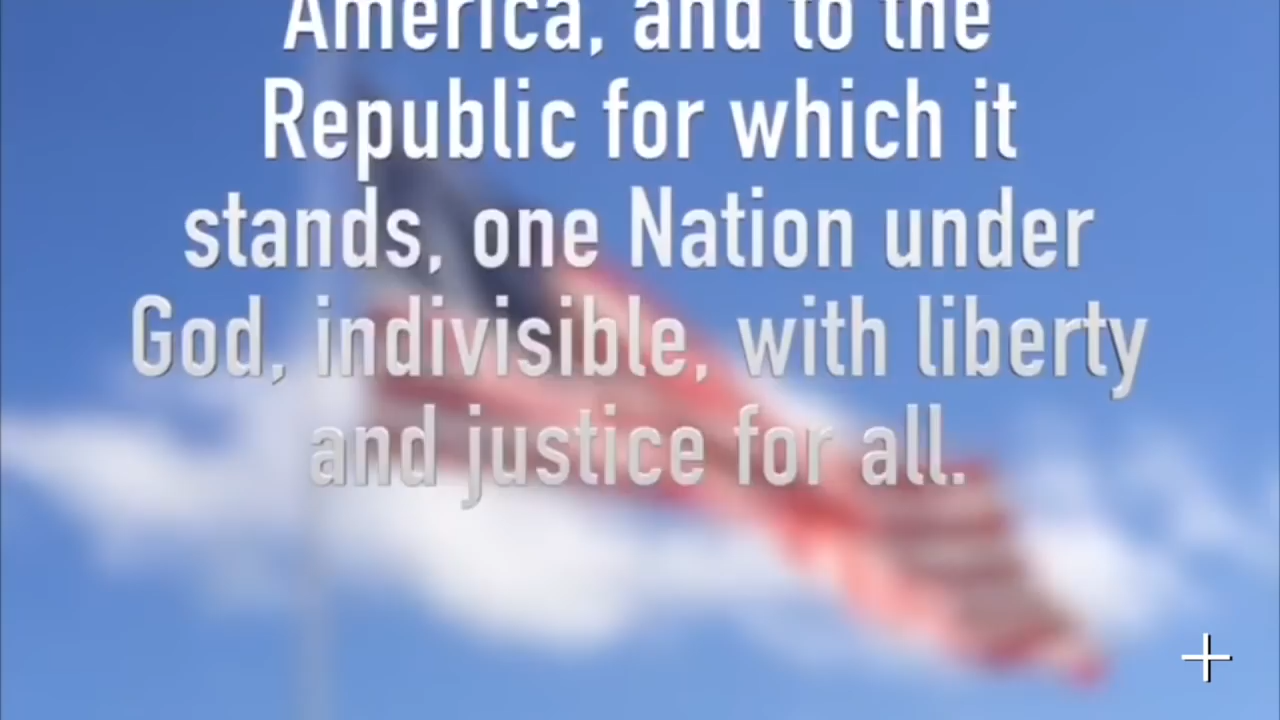 America, and to the
Republic for which it
stands, one Nation under
God, indivisible, with liberty
and justice for all.